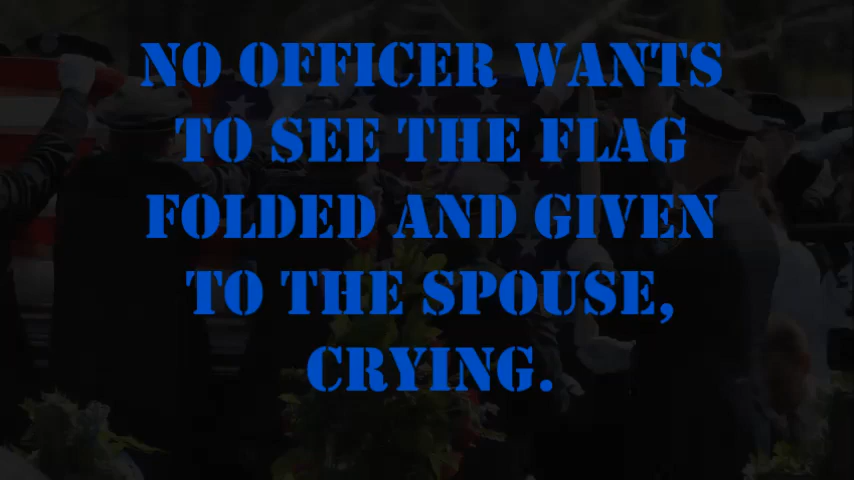 NO OFFICER WANTS
TO SEE THE FLAG
FOLDED AND GIVEN
TO THE SPOUSE,
CRYING.